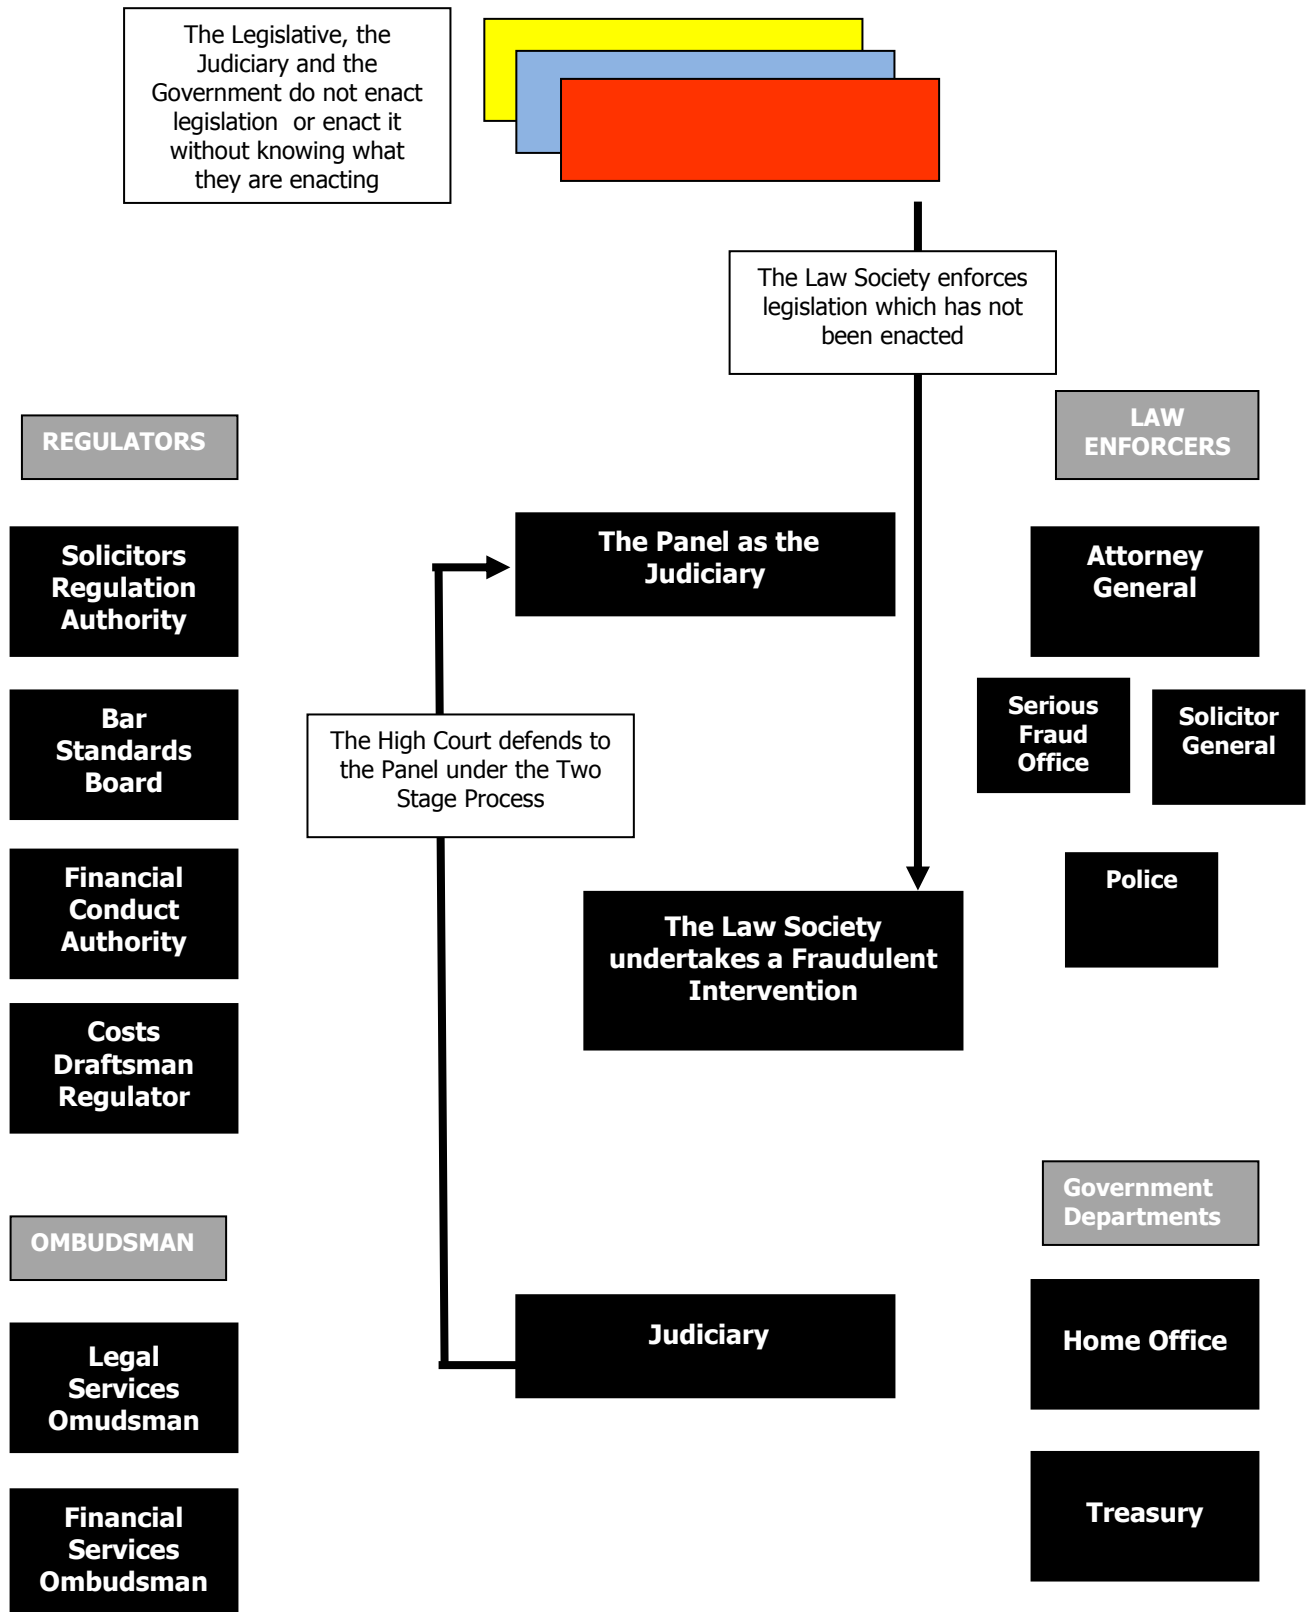 The Legislative, the
Judiciary and the
Government do not enact
legislation or enact it
without knowing what
they are enacting
The Law Society enforces
legislation which has not
been enacted
REGULATORS
LAW
ENFORCERS
Solicitors
Regulation
Authority
The Panel as the
Judiciary
Attorney
General
Bar
Standards
Board
The High Court defends to
the Panel under the Two
Stage Process
Serious
Fraud
Office
Solicitor
General
Financial
Conduct
Authority
The Law Society
undertakes a Fraudulent
Intervention
Police
Costs
Draftsman
Regulator
Government
Departments
OMBUDSMAN
Legal
Services
Omudsman
Judiciary
Home Office
Financial
Services
Ombudsman
Treasury